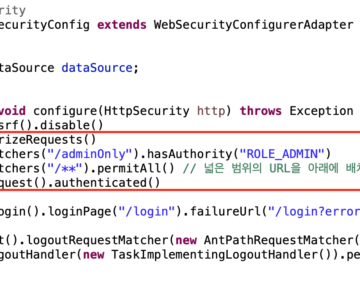 rity
ecurityConfig extends WebSecurityConfigurerAdapter
taSource dataSource;
void configure(HttpSecurity http) throws Exception
srf().disable()
rizeRequests()
tchers("/adminOnly").hasAuthority("ROLE_ADMIN")
tchers("/**").permitAll() // 넓은 범위의 URL을 아래에 배치
quest().authenticated()
ogin().loginPage("/login").failureUrl("/login?error
t().logoutRequestMatcher(new AntPathRequestMatcher(
goutHandler(new TaskImplementingLogoutHandler()).pe